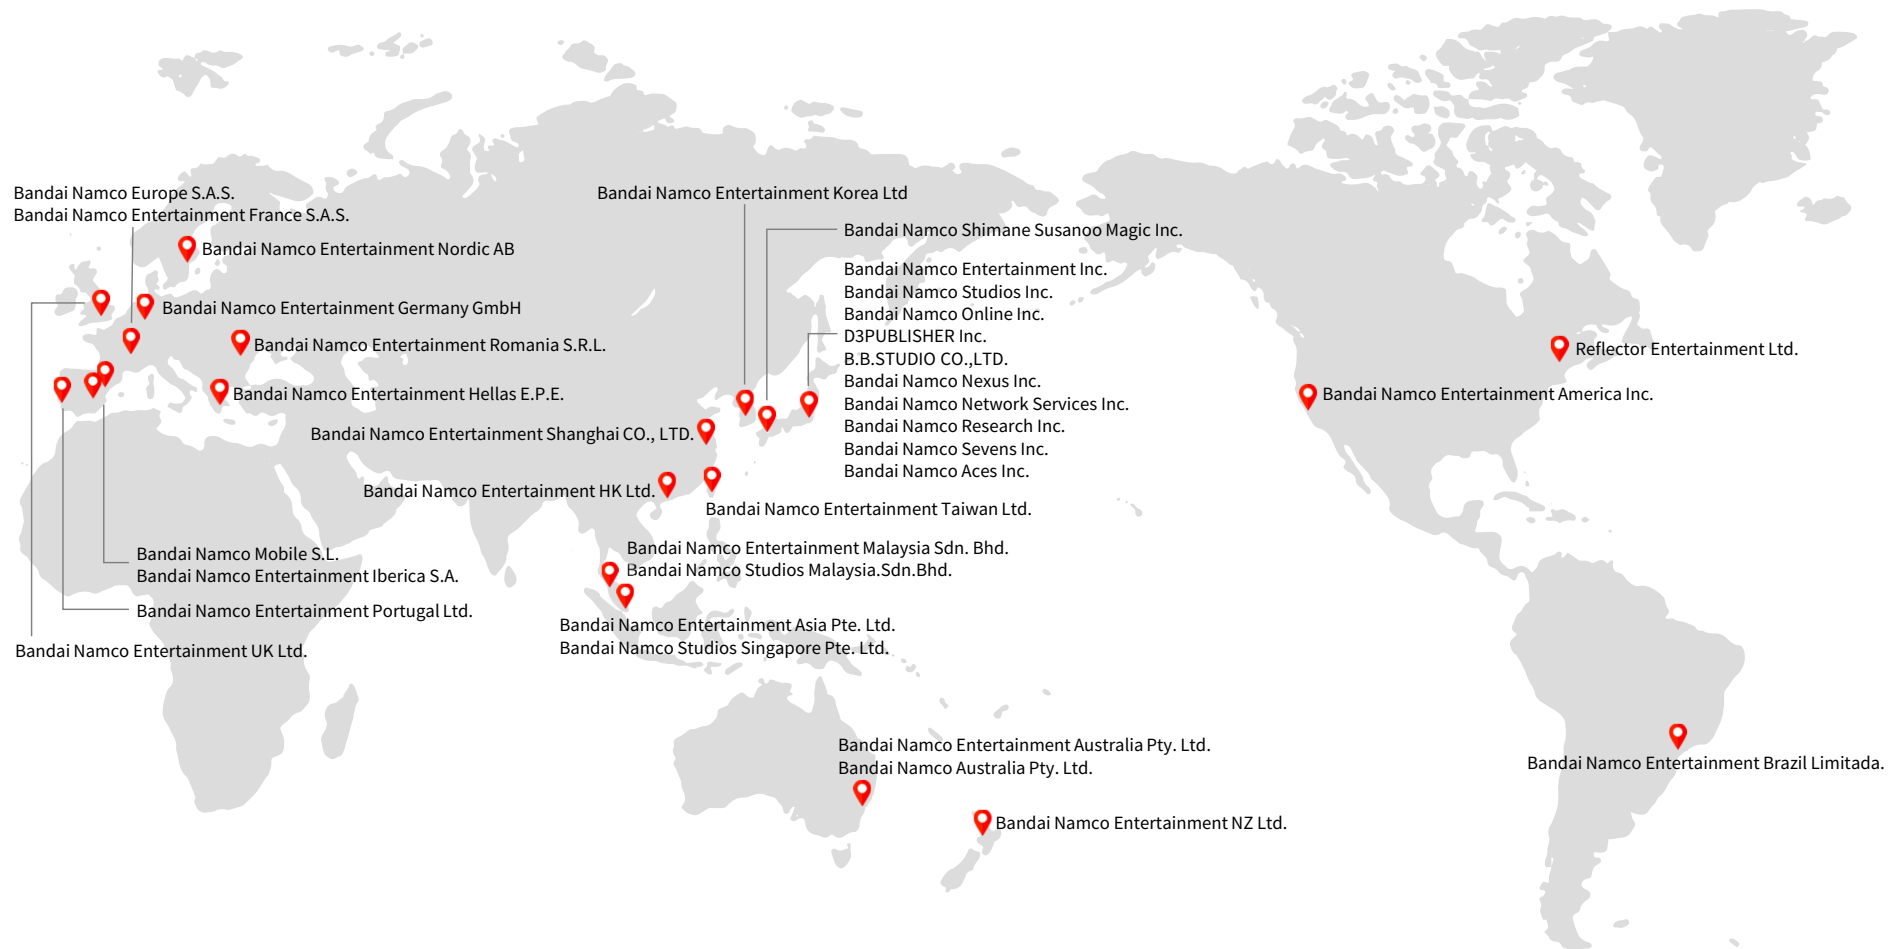 Bandai Namco Europe S.A.S.
Bandai Namco Entertainment France S.A.S.
Bandai Namco Entertainment Nordic AB
Bandai Namco Entertainment Germany GmbH
Bandai Namco Entertainment Romania S.R.L.
Bandai Namco Entertainment Hellas E.P.E.
Bandai Namco Entertainment Shanghai CO., LTD.
Bandai Namco Entertainment HK Ltd.
Bandai Namco Mobile S.L.
Bandai Namco Entertainment Iberica S.A.
Bandai Namco Entertainment Portugal Ltd.
Bandai Namco Entertainment UK Ltd.
Bandai Namco Entertainment Korea Ltd
Bandai Namco Shimane Susanoo Magic Inc.
Bandai Namco Entertainment Inc.
Bandai Namco Studios Inc.
Bandai Namco Online Inc.
D3PUBLISHER Inc.
B.B.STUDIO CO.,LTD.
Bandai Namco Nexus Inc.
Bandai Namco Network Services Inc.
Bandai Namco Research Inc.
Bandai Namco Sevens Inc.
Bandai Namco Aces Inc.
Bandai Namco Entertainment Taiwan Ltd.
Bandai Namco Entertainment Malaysia Sdn. Bhd.
Bandai Namco Studios Malaysia.Sdn.Bhd.
Bandai Namco Entertainment Asia Pte. Ltd.
Bandai Namco Studios Singapore Pte. Ltd.
Bandai Namco Entertainment Australia Pty. Ltd.
Bandai Namco Australia Pty. Ltd.
Bandai Namco Entertainment NZ Ltd.
Reflector Entertainment Ltd.
Bandai Namco Entertainment America Inc.
Bandai Namco Entertainment Brazil Limitada.